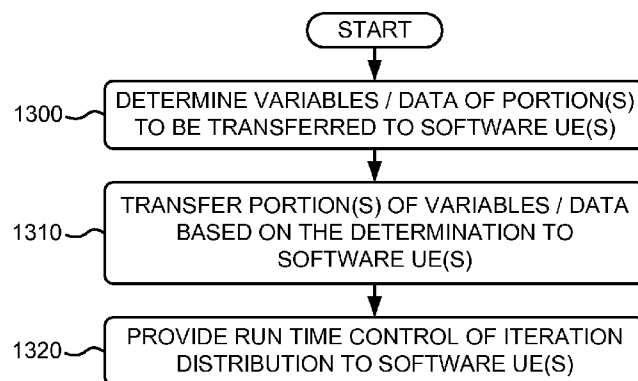 START
1300
DETERMINE VARIABLES / DATA OF PORTION(S)
TO BE TRANSFERRED TO SOFTWARE UE(S)
1310
TRANSFER PORTION(S) OF VARIABLES / DATA
BASED ON THE DETERMINATION TO
SOFTWARE UE(S)
1320
PROVIDE RUN TIME CONTROL OF ITERATION
DISTRIBUTION TO SOFTWARE UE(S)